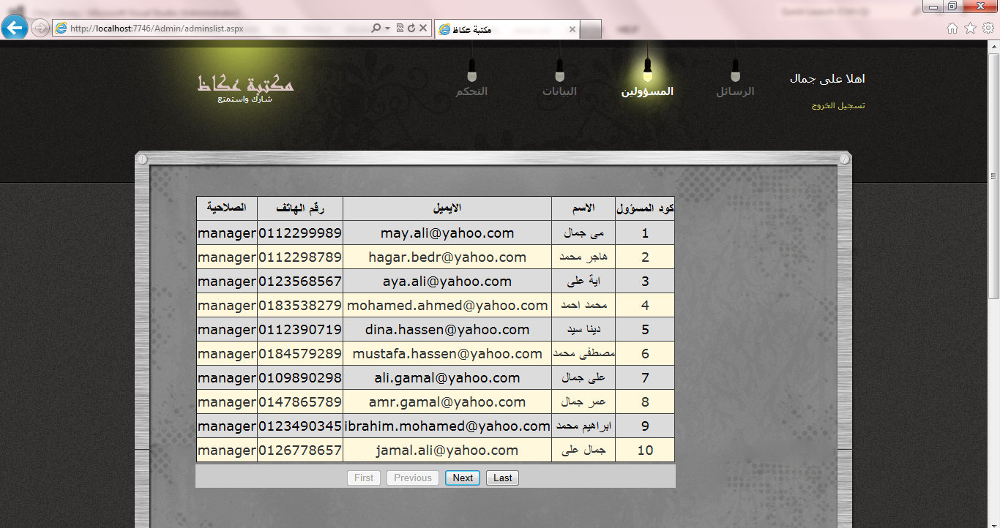 http://localhost:7746/Admin/adminslist.aspx
مكتبة عكاظ
مكتبة عكاظ
شارك واستمتع
اهلا على جمال
تسجيل الخروج
الرسائل
المسؤولين
البيانات
التحكم
كود المسؤول الاسم الايميل رقم الهاتف الصلاحية
1 مى جمال may.ali@yahoo.com 0112299989 manager
2 هاجر محمد hagar.bedr@yahoo.com 0112298789 manager
3 اية على aya.ali@yahoo.com 0123568567 manager
4 محمد احمد mohamed.ahmed@yahoo.com 0183538279 manager
5 دينا سيد dina.hassen@yahoo.com 0112390719 manager
6 مصطفى محمد mustafa.hassen@yahoo.com 0184579289 manager
7 على جمال ali.gamal@yahoo.com 0109890298 manager
8 عمر جمال amr.gamal@yahoo.com 0147865789 manager
9 ابراهيم محمد ibrahim.mohamed@yahoo.com 0123490345 manager
10 جمال على jamal.ali@yahoo.com 0126778657 manager
First Previous Next Last